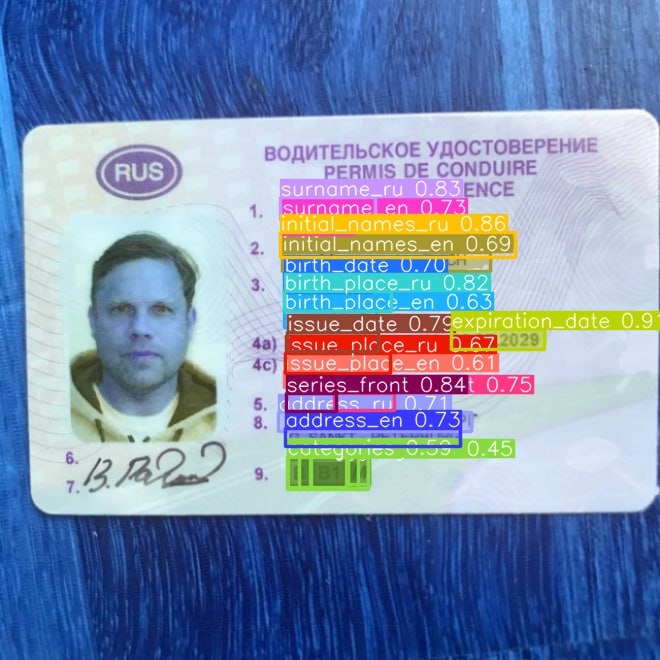 ВОДИТЕЛЬСКОЕ УДОСТОВЕРЕНИЕ
RUS PERMIS DE CONDUIRE
surname_ru 0.83 ENCE
1. surname_en 0.73
initial_names_ru 0.86
2. initial_names_en 0.69
birth_date 0.70 CH
3. birth_place_ru 0.82
birth_place_en 0.63
issue_date 0.79 expiration_date 0.91
4a) issue_place_ru 0.67 2029
4c) issue_place_en 0.61
series_front 0.84t 0.75
5. address_ru 0.71
8. address_en 0.73
categories 0.59 0.45
6.
7. 9. B B1